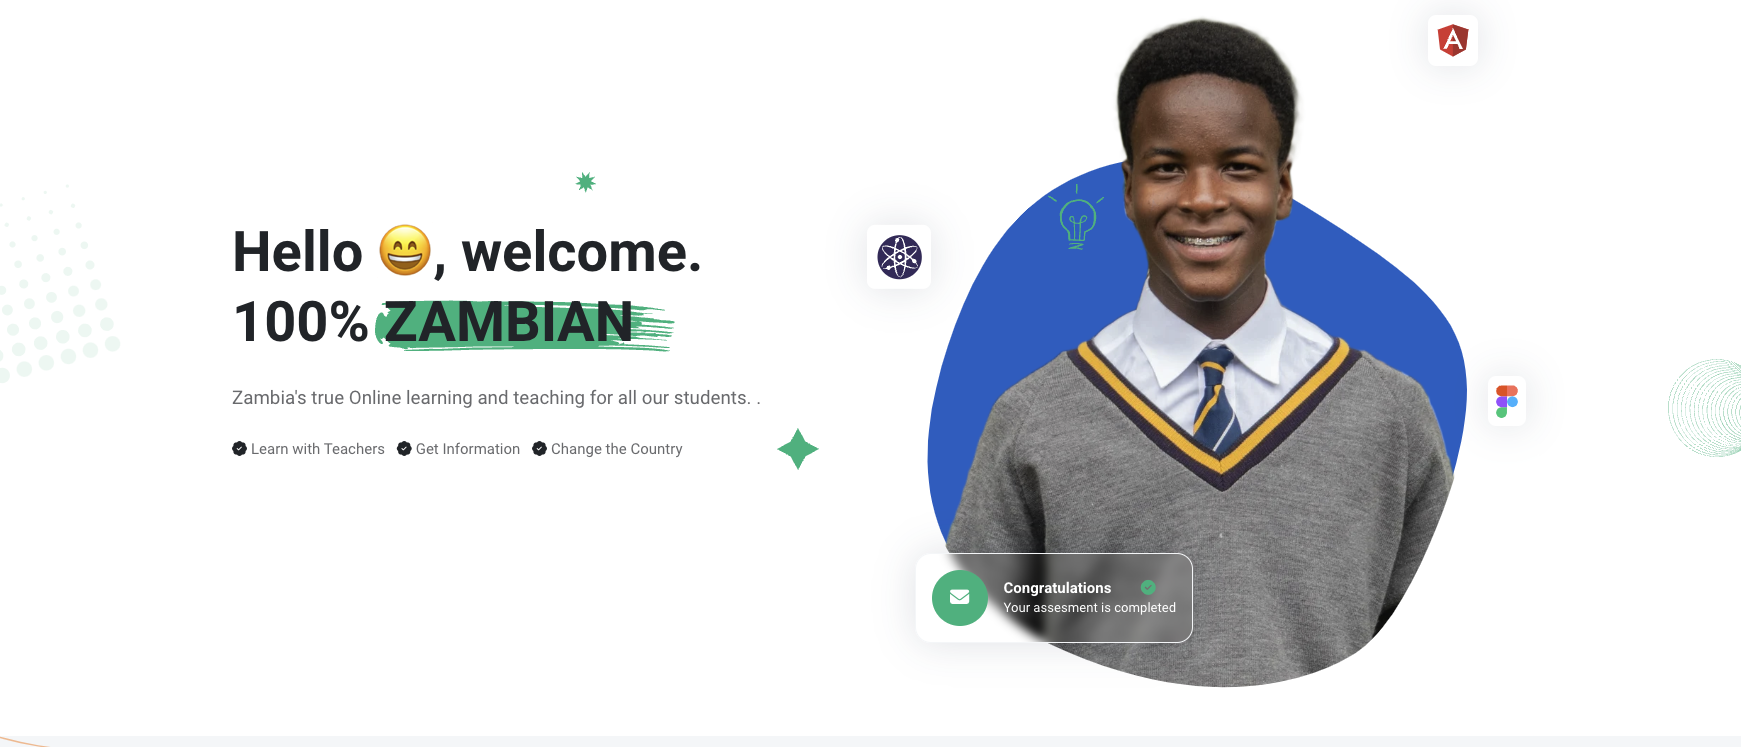 Hello 😄, welcome.
100% ZAMBIAN
Zambia's true Online learning and teaching for all our students. .
Learn with Teachers Get Information Change the Country
Congratulations
Your assesment is completed